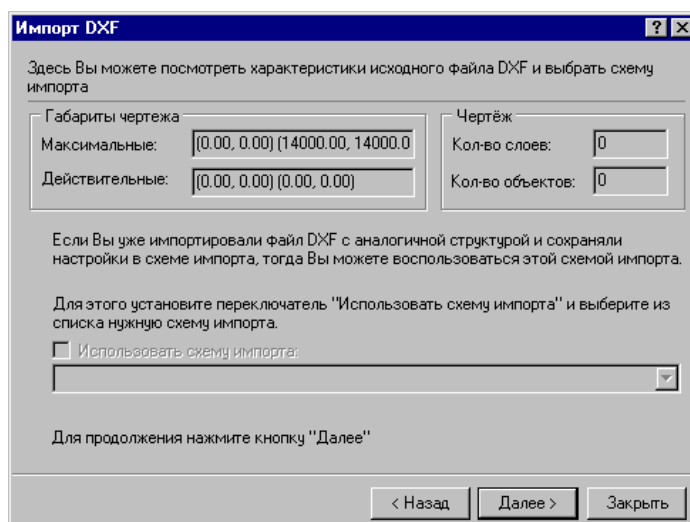 Импорт DXF
Здесь Вы можете посмотреть характеристики исходного файла DXF и выбрать схему
импорта
Габариты чертежа
Максимальные: (0.00, 0.00) (14000.00, 14000.0
Действительные: (0.00, 0.00) (0.00, 0.00)
Чертёж
Кол-во слоев: 0
Кол-во объектов: 0
Если Вы уже импортировали файл DXF с аналогичной структурой и сохраняли
настройки в схеме импорта, тогда Вы можете воспользоваться этой схемой импорта.
Для этого установите переключатель "Использовать схему импорта" и выберите из
списка нужную схему импорта.
Использовать схему импорта:
Для продолжения нажмите кнопку "Далее"
< Назад Далее > Закрыть